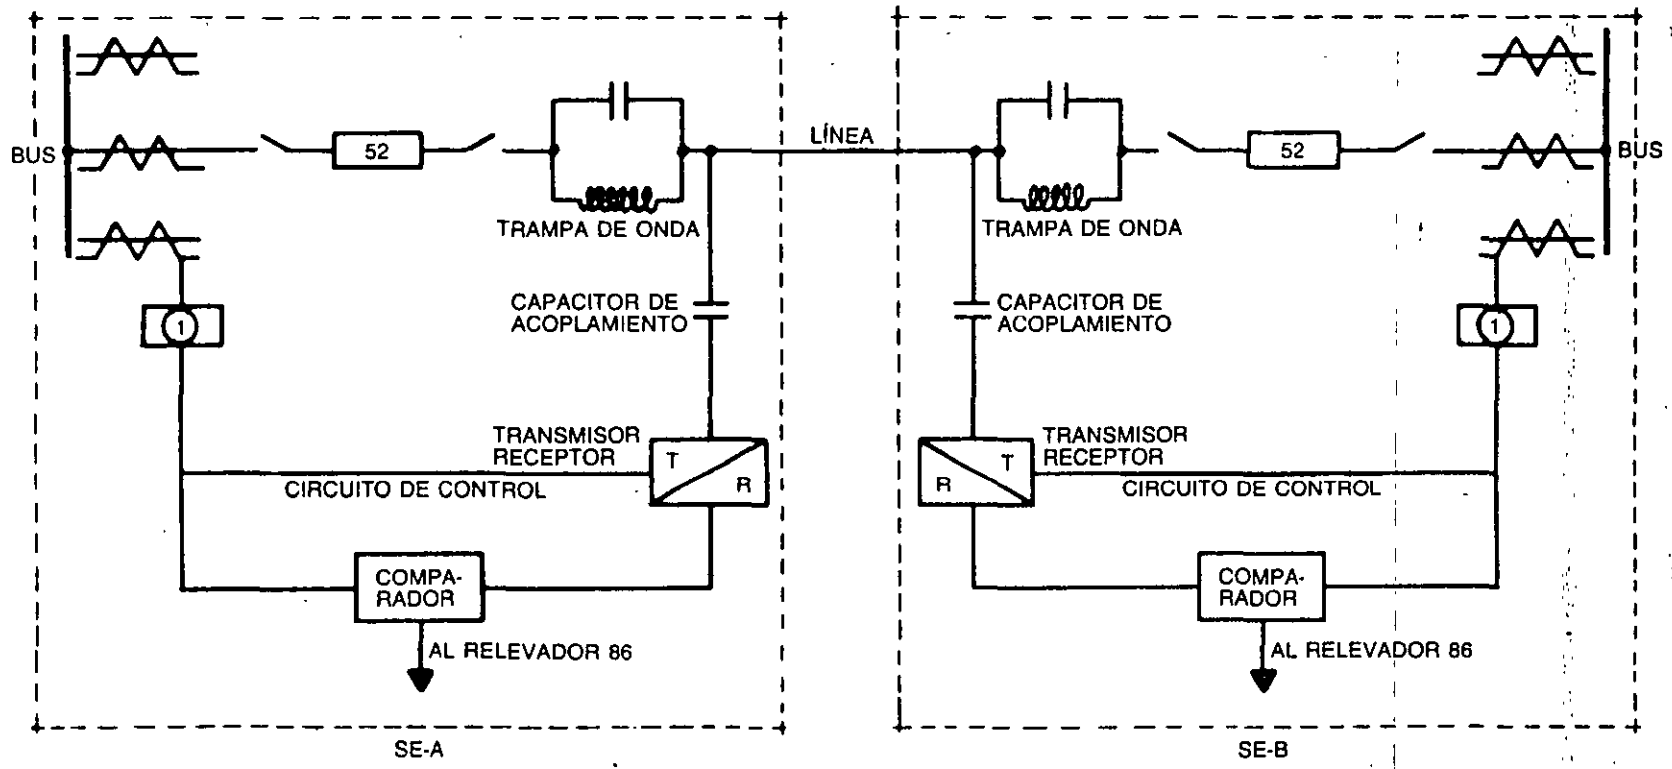 BUS
52
TRAMPA DE ONDA
LÍNEA
TRAMPA DE ONDA
52
BUS
CAPACITOR DE
ACOPLAMIENTO
CAPACITOR DE
ACOPLAMIENTO
1
1
TRANSMISOR
RECEPTOR
T
R
CIRCUITO DE CONTROL
T
R
TRANSMISOR
RECEPTOR
CIRCUITO DE CONTROL
COMPA-
RADOR
AL RELEVADOR 86
COMPA-
RADOR
AL RELEVADOR 86
SE-A
SE-B